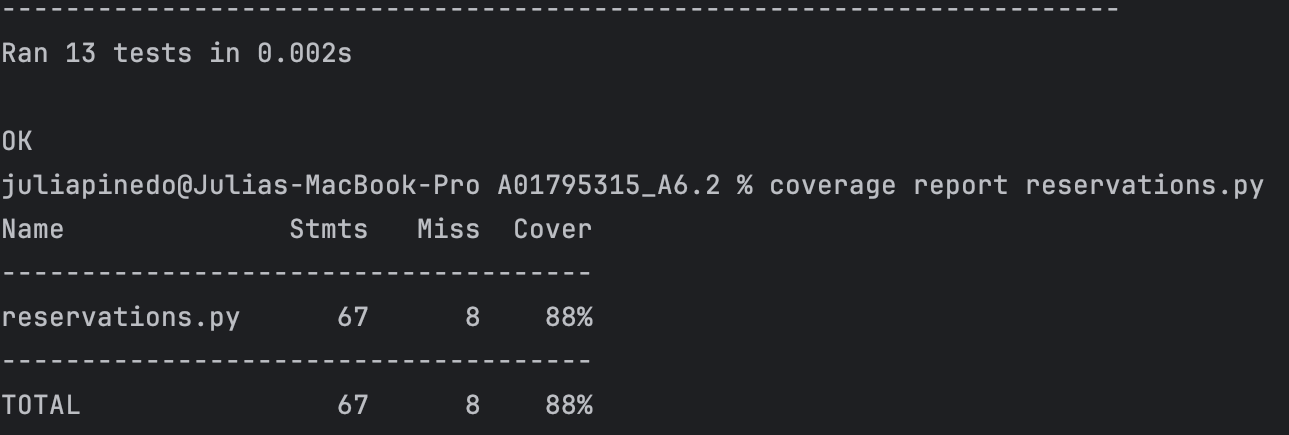 ----------------------------------------------------------------------
Ran 13 tests in 0.002s
OK
juliapinedo@Julias-MacBook-Pro A01795315_A6.2 % coverage report reservations.py
Name              Stmts   Miss  Cover
-------------------------------------
reservations.py      67      8    88%
-------------------------------------
TOTAL                67      8    88%